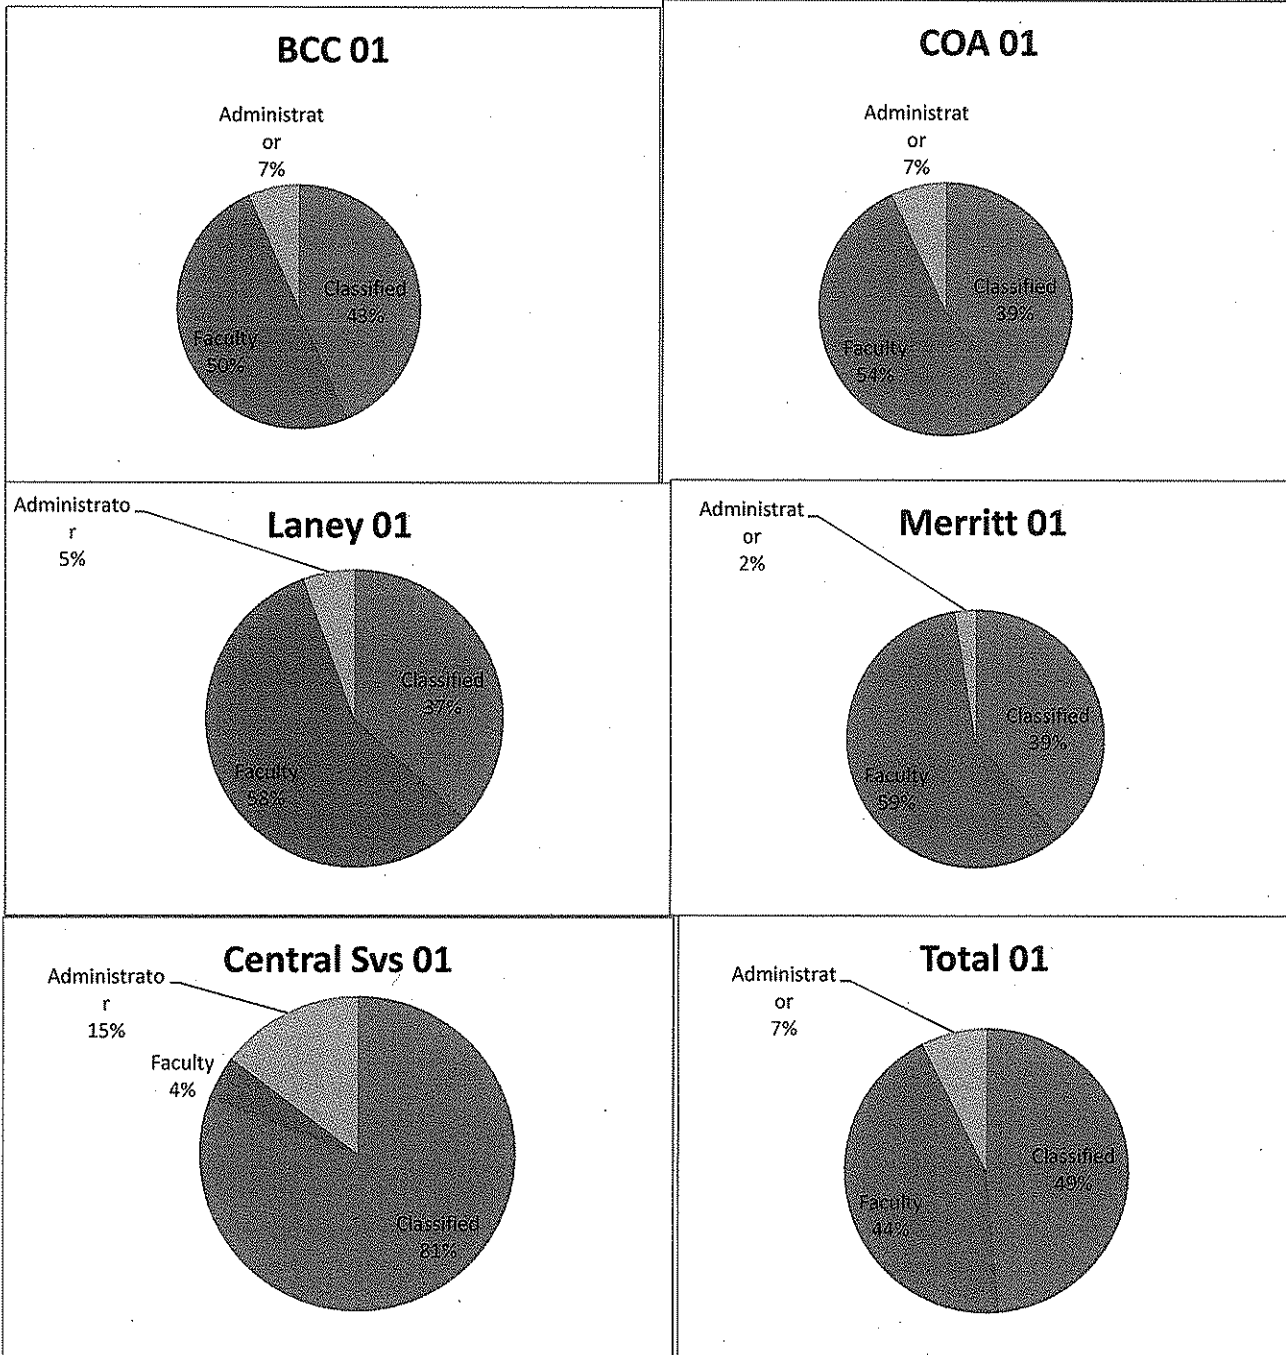 BCC 01
Administrat
or
7%
Classified
43%
Faculty
50%
COA 01
Administrat
or
7%
Classified
39%
Faculty
54%
Laney 01
Administrato
r
5%
Classified
37%
Faculty
58%
Merritt 01
Administrat
or
2%
Classified
39%
Faculty
59%
Central Svs 01
Administrato
r
15%
Faculty
4%
Classified
81%
Total 01
Administrat
or
7%
Classified
49%
Faculty
44%